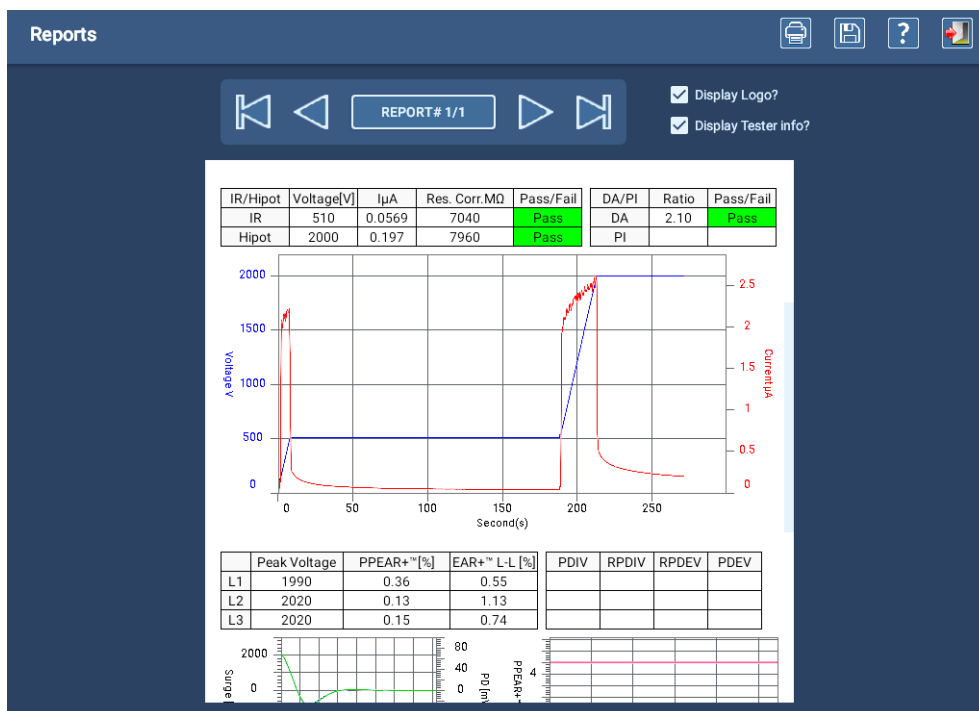 Reports
REPORT# 1/1
Display Logo?
Display Tester info?
IR/Hipot Voltage[V] IµA Res. Corr.MΩ Pass/Fail DA/PI Ratio Pass/Fail
IR 510 0.0569 7040 Pass DA 2.10 Pass
Hipot 2000 0.197 7960 Pass PI
2000
1500
1000
500
0
Voltage V
2.5
2
1.5
1
0.5
0
Current µA
0 50 100 150 200 250
Second(s)
Peak Voltage PPEAR+™[%] EAR+™ L-L [%] PDIV RPDIV RPDEV PDEV
L1 1990 0.36 0.55
L2 2020 0.13 1.13
L3 2020 0.15 0.74
2000
0
Surge [
80
40
0
PD [m
PPEAR+™
4